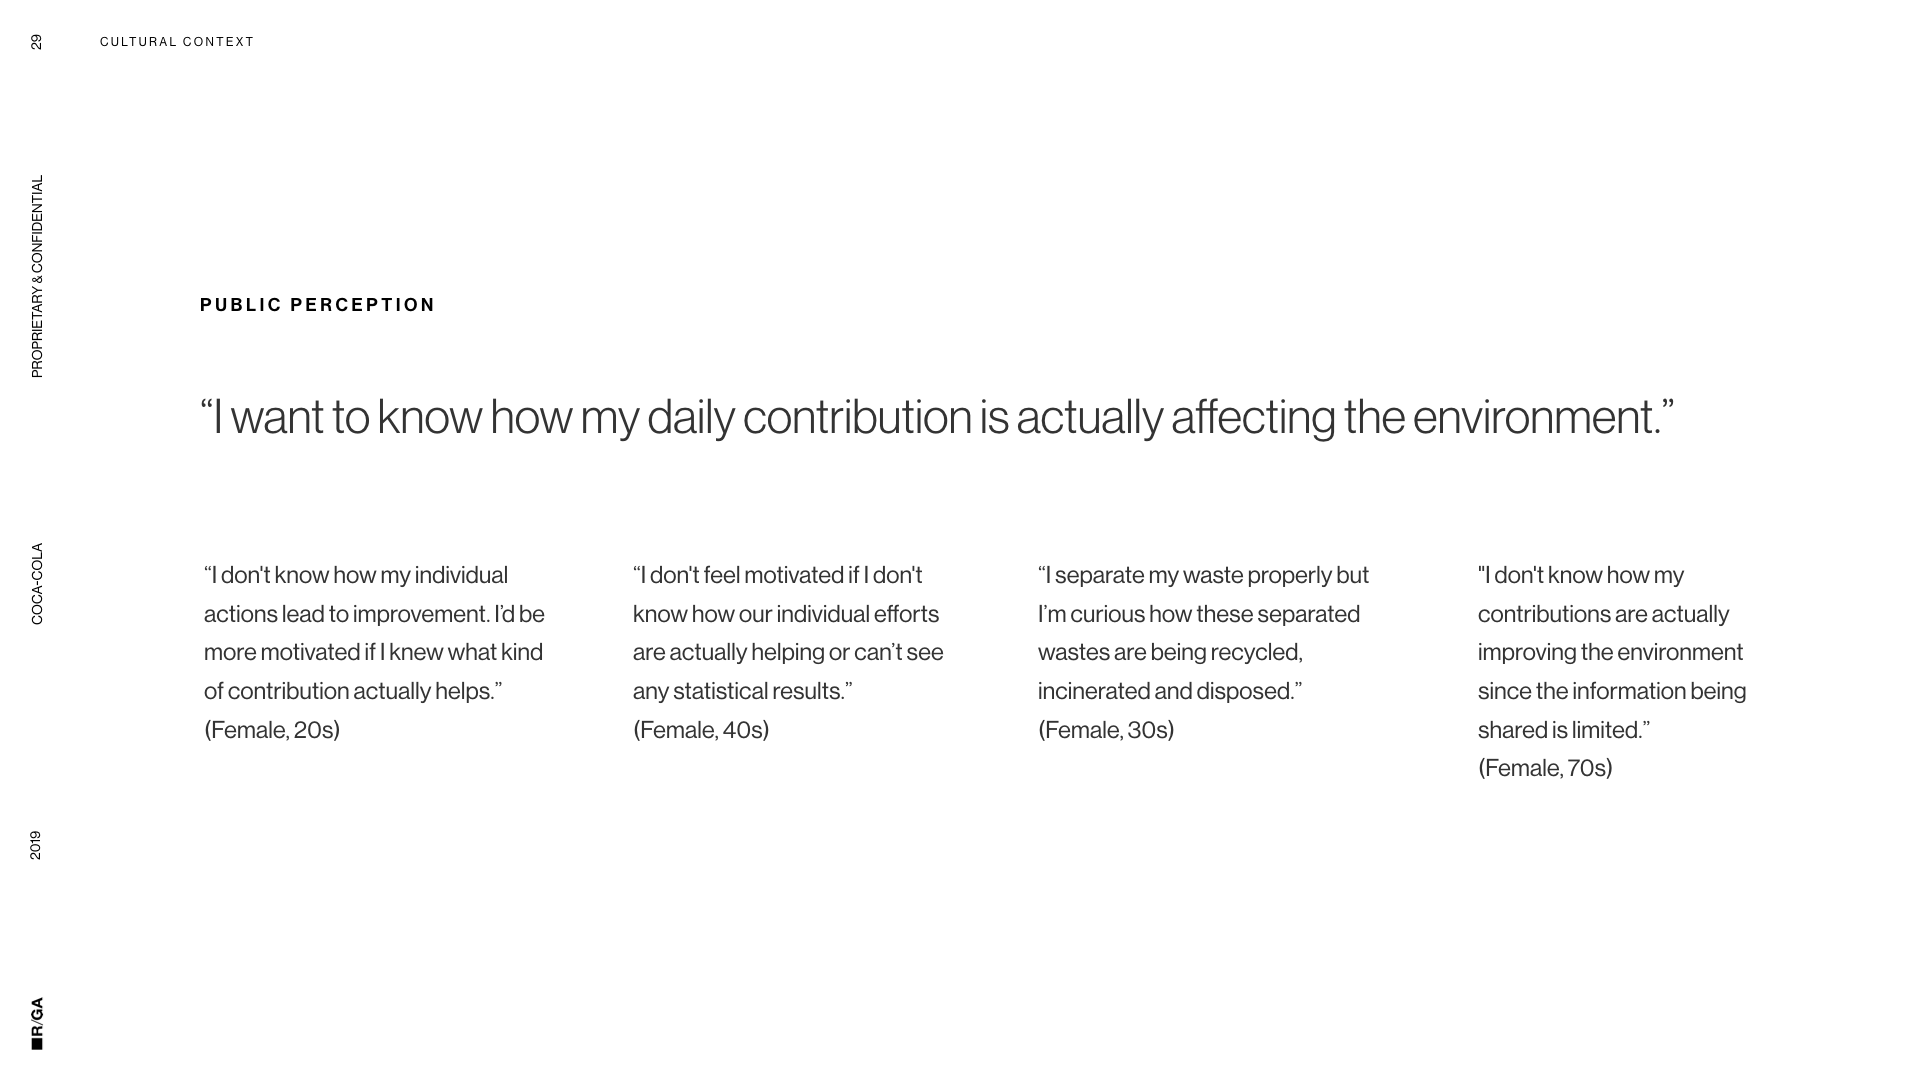 29
CULTURAL CONTEXT
PROPRIETARY & CONFIDENTIAL
COCA-COLA
2019
R/GA
PUBLIC PERCEPTION
“I want to know how my daily contribution is actually affecting the environment.”
“I don't know how my individual
actions lead to improvement. I’d be
more motivated if I knew what kind
of contribution actually helps.”
(Female, 20s)
“I don't feel motivated if I don't
know how our individual efforts
are actually helping or can’t see
any statistical results.”
(Female, 40s)
“I separate my waste properly but
I’m curious how these separated
wastes are being recycled,
incinerated and disposed.”
(Female, 30s)
"I don't know how my
contributions are actually
improving the environment
since the information being
shared is limited.”
(Female, 70s)